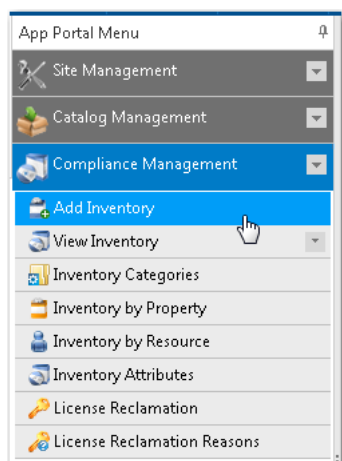 App Portal Menu
Site Management
Catalog Management
Compliance Management
Add Inventory
View Inventory
Inventory Categories
Inventory by Property
Inventory by Resource
Inventory Attributes
License Reclamation
License Reclamation Reasons